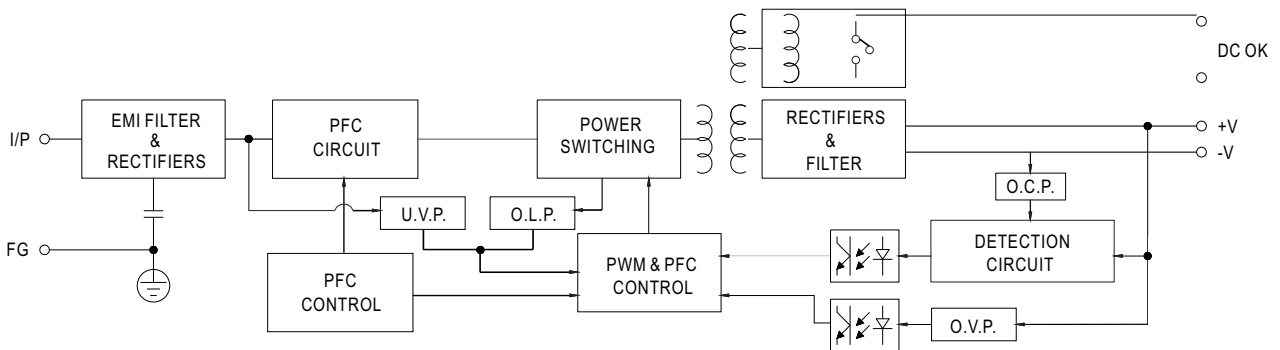 DC OK
I/P
EMI FILTER
&
RECTIFIERS
PFC
CIRCUIT
POWER
SWITCHING
RECTIFIERS
&
FILTER
+V
-V
O.C.P.
U.V.P.
O.L.P.
FG
PFC
CONTROL
PWM & PFC
CONTROL
DETECTION
CIRCUIT
O.V.P.